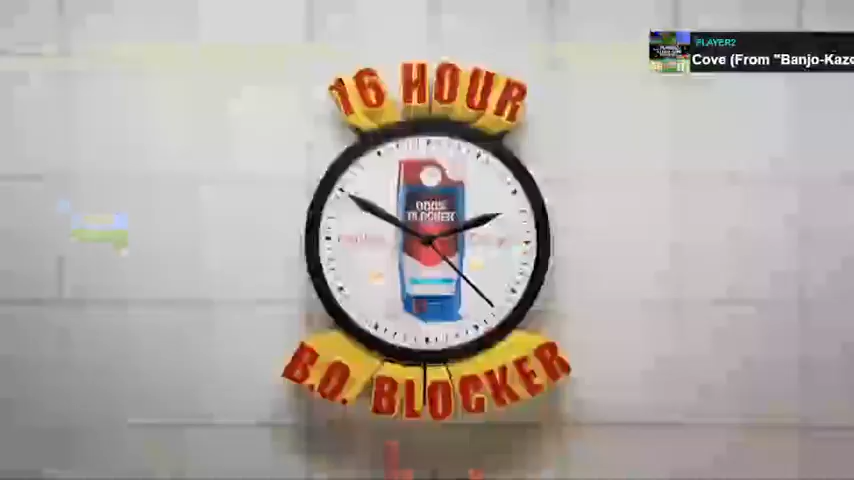 PLAYER2
Cove (From "Banjo-Kazo
16 HOUR
ODOR
BLOCKER
B.O. BLOCKER